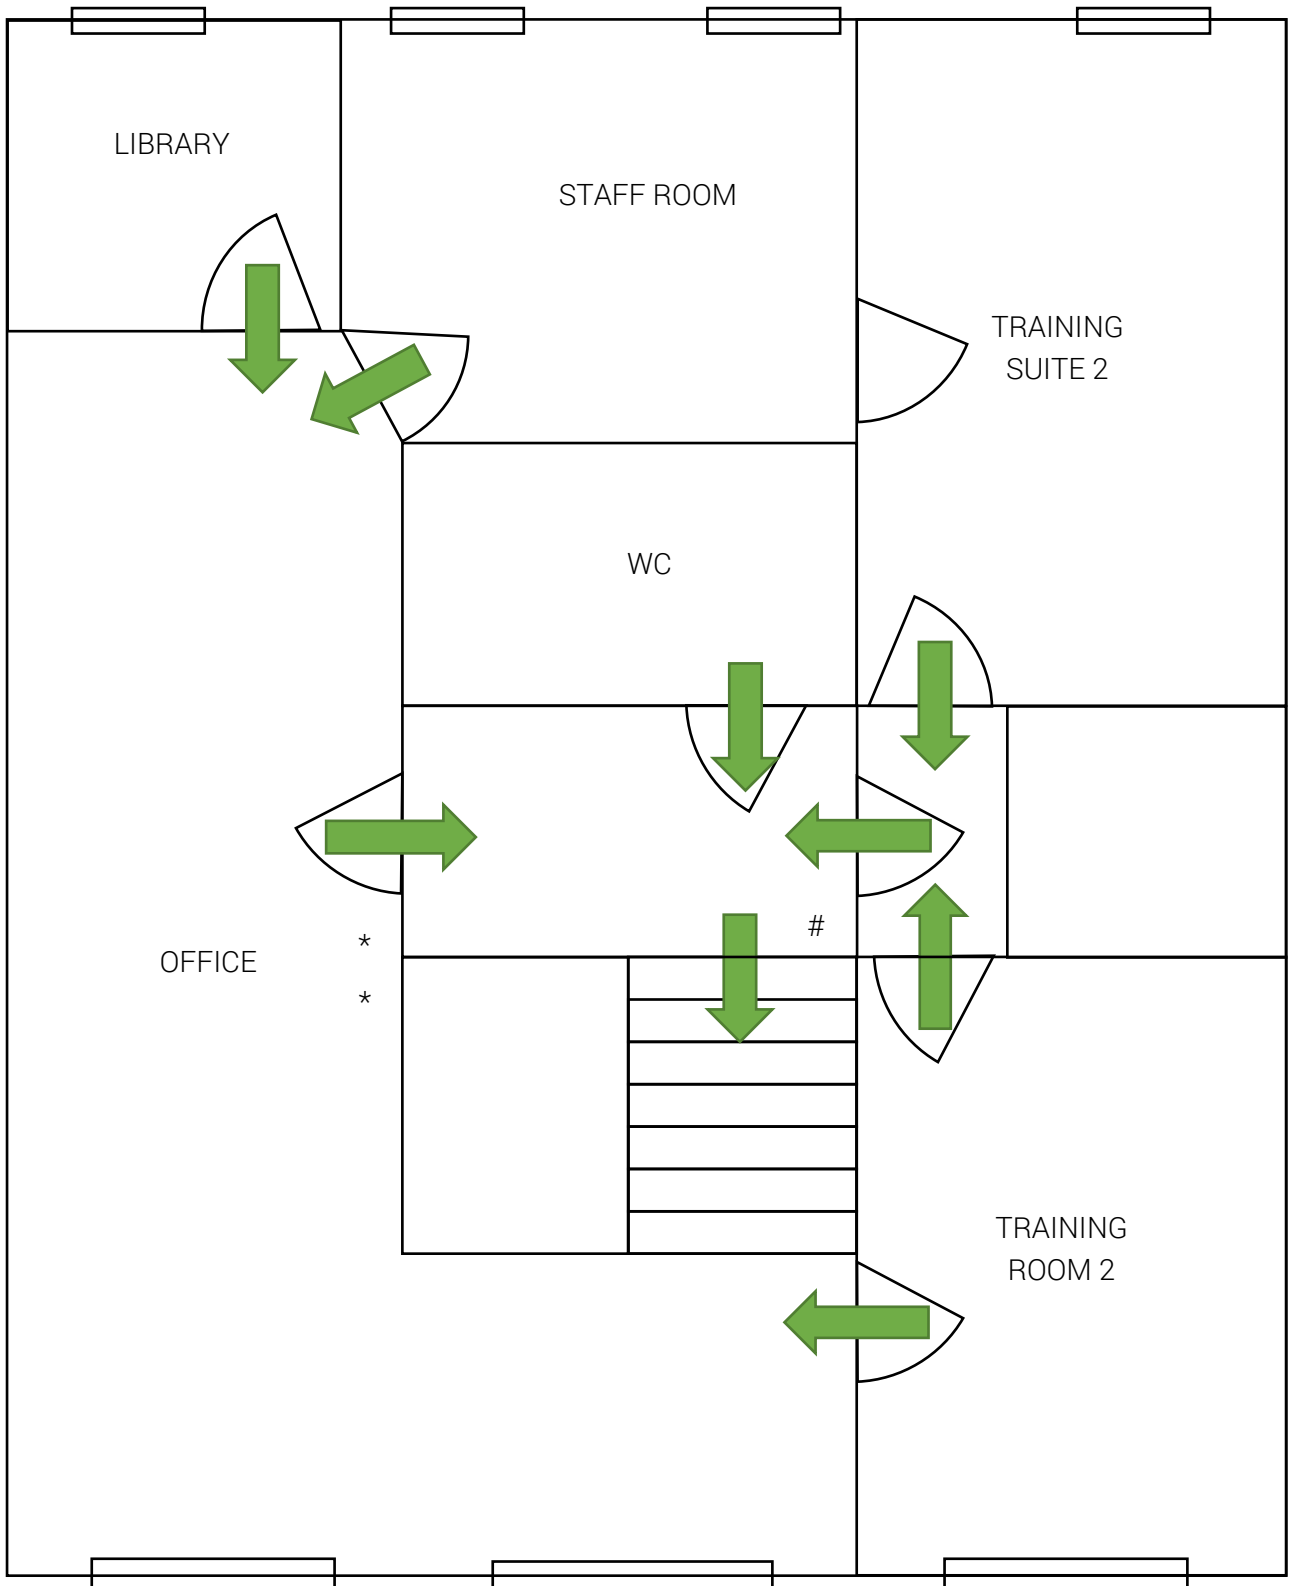 LIBRARY
STAFF ROOM
TRAINING
SUITE 2
WC
#
*
OFFICE
*
TRAINING
ROOM 2